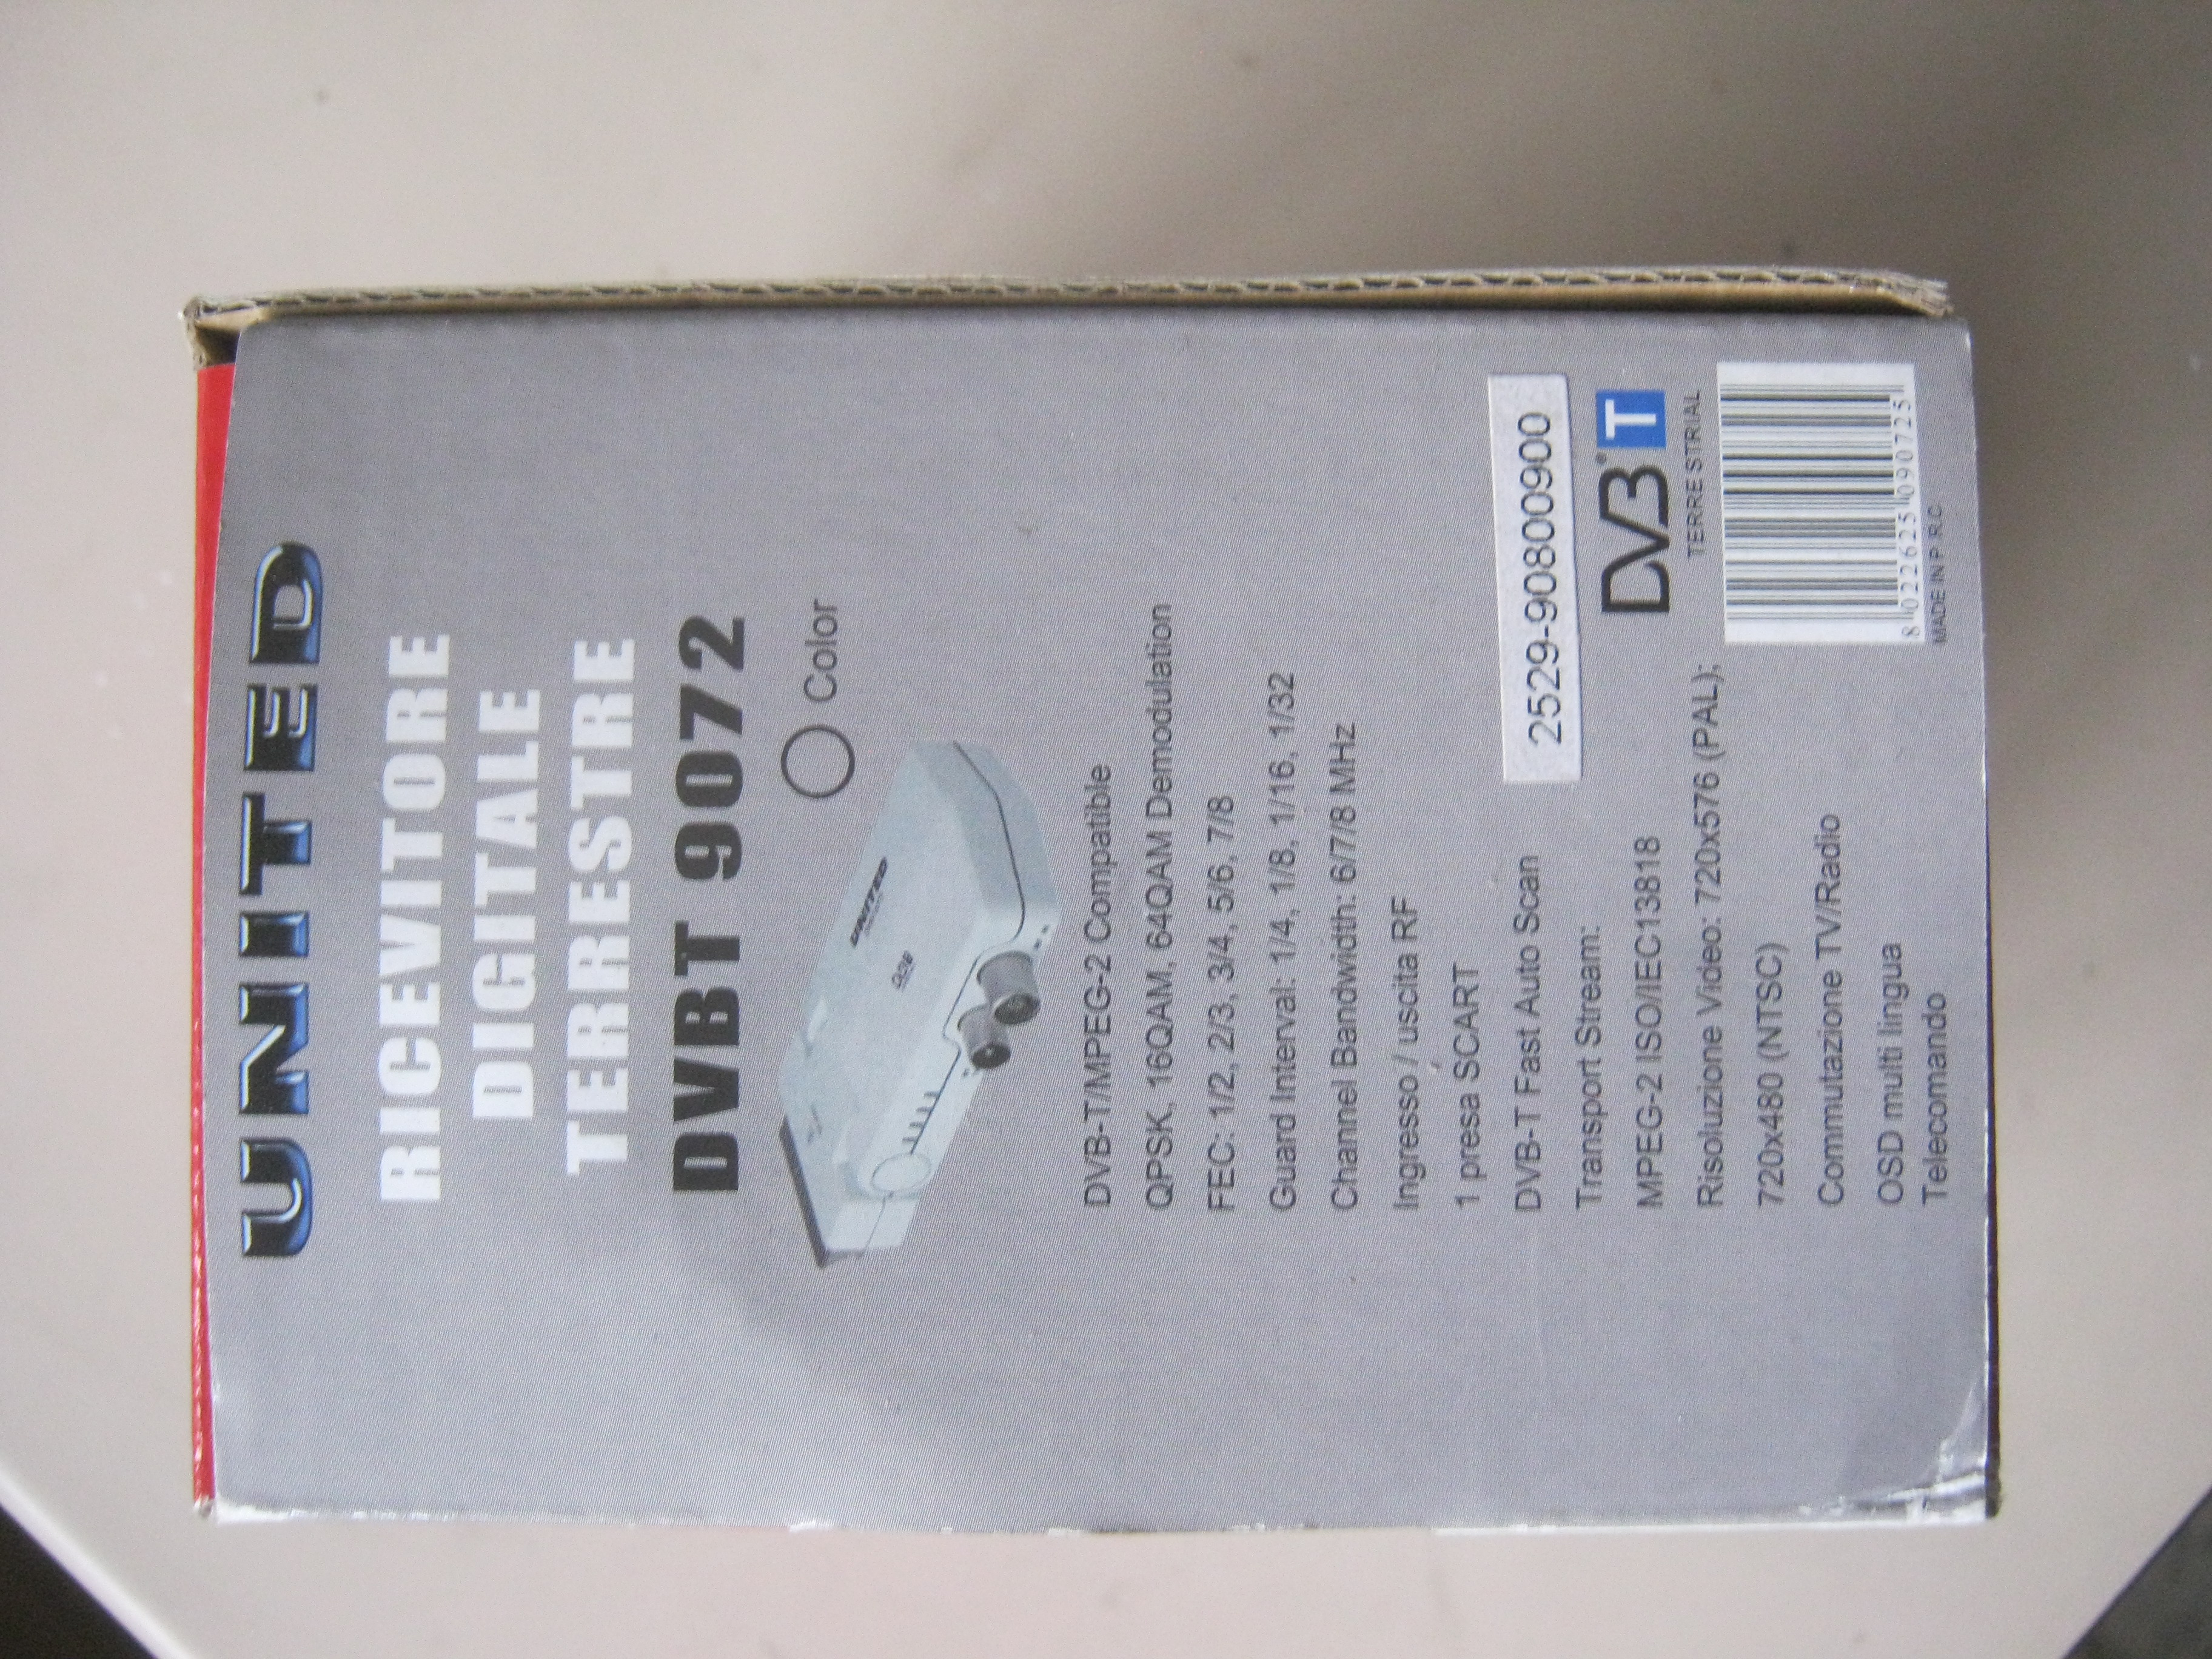 UNITED
RICEVITORE
DIGITALE
TERRESTRE
DVBT 9072
Color
UNITED
DVB-T/MPEG-2 Compatible
QPSK, 16QAM, 64QAM Demodulation
FEC: 1/2, 2/3, 3/4, 5/6, 7/8
Guard Interval: 1/4, 1/8, 1/16, 1/32
Channel Bandwidth: 6/7/8 MHz
Ingresso / uscita RF
1 presa SCART
DVB-T Fast Auto Scan
Transport Stream:
MPEG-2 ISO/IEC13818
Risoluzione Video: 720x576 (PAL);
720x480 (NTSC)
Commutazione TV/Radio
OSD multi lingua
Telecomando
2529-90800900
DVB® T
TERRESTRIAL
8 022625 090725
MADE IN P.R.C